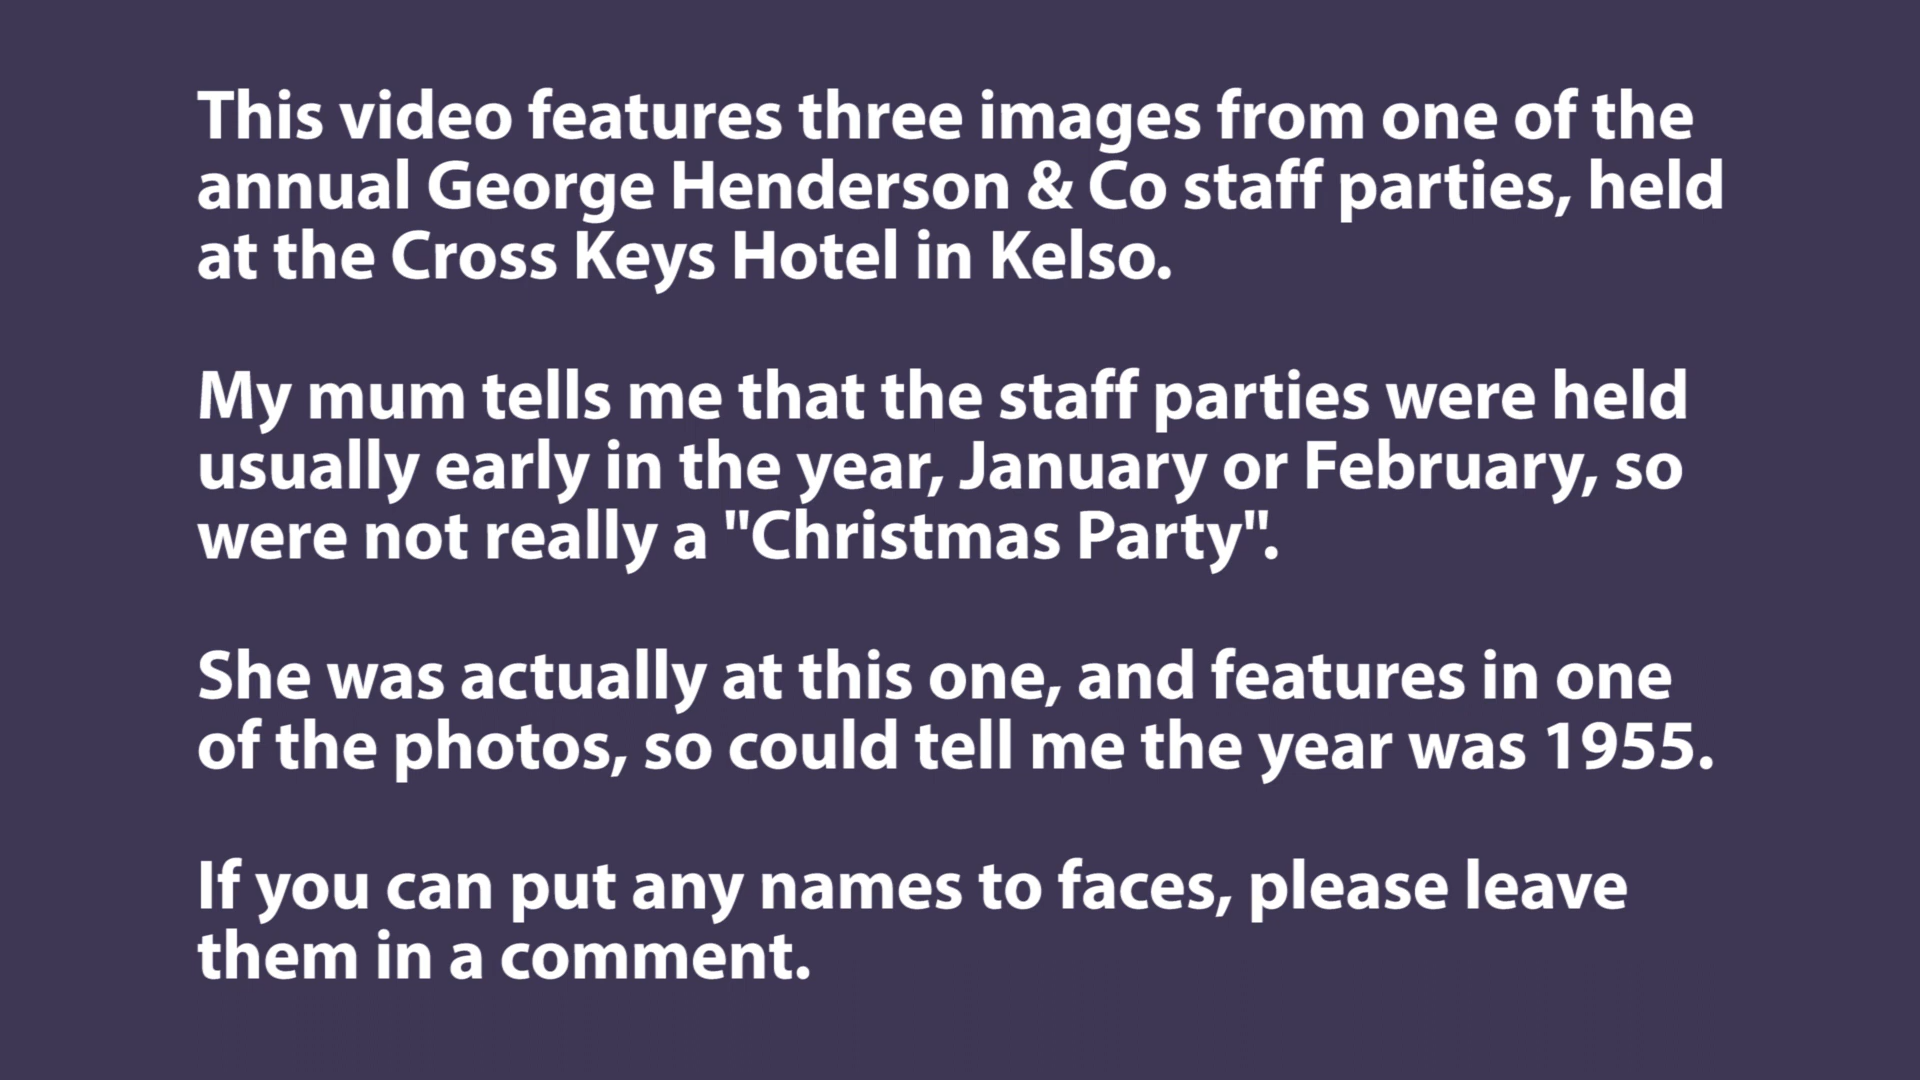 This video features three images from one of the
annual George Henderson & Co staff parties, held
at the Cross Keys Hotel in Kelso.
My mum tells me that the staff parties were held
usually early in the year, January or February, so
were not really a "Christmas Party".
She was actually at this one, and features in one
of the photos, so could tell me the year was 1955.
If you can put any names to faces, please leave
them in a comment.